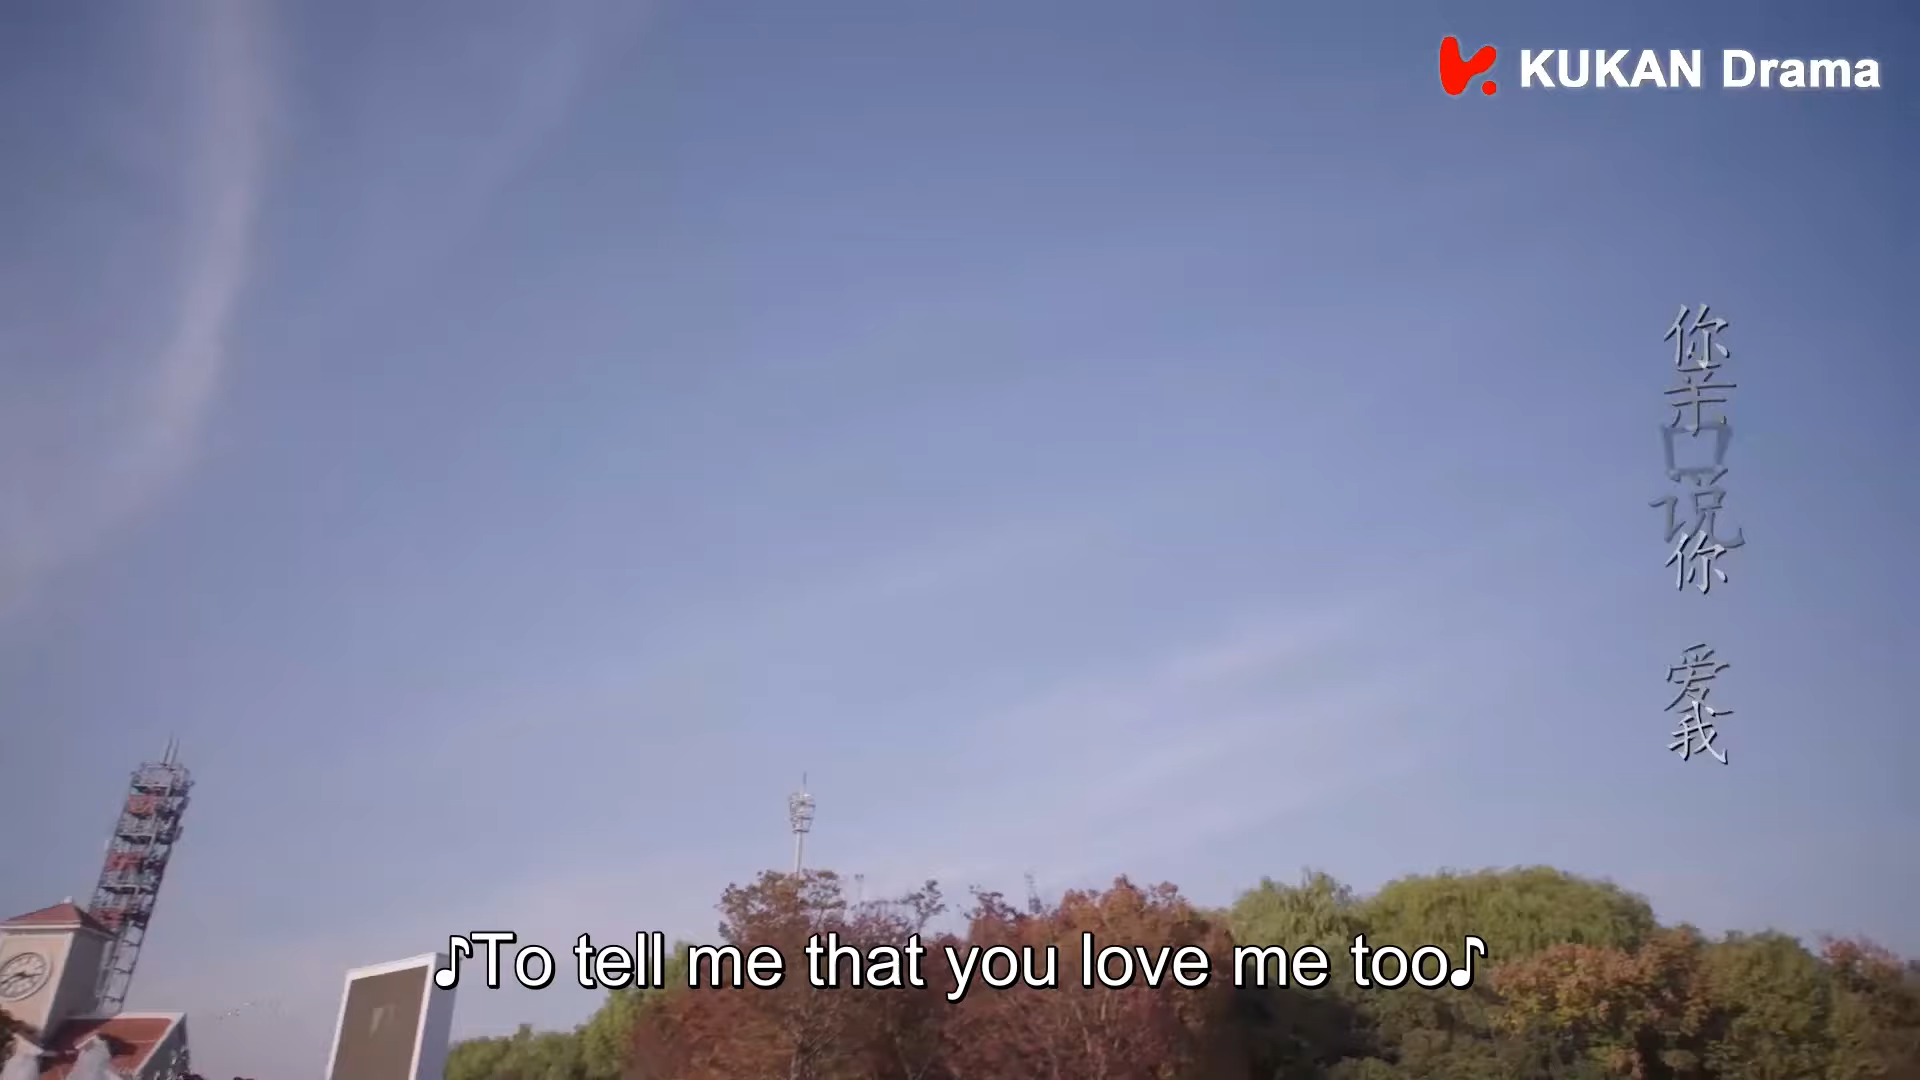 KUKAN Drama
你亲口说你 爱我
♪To tell me that you love me too♪